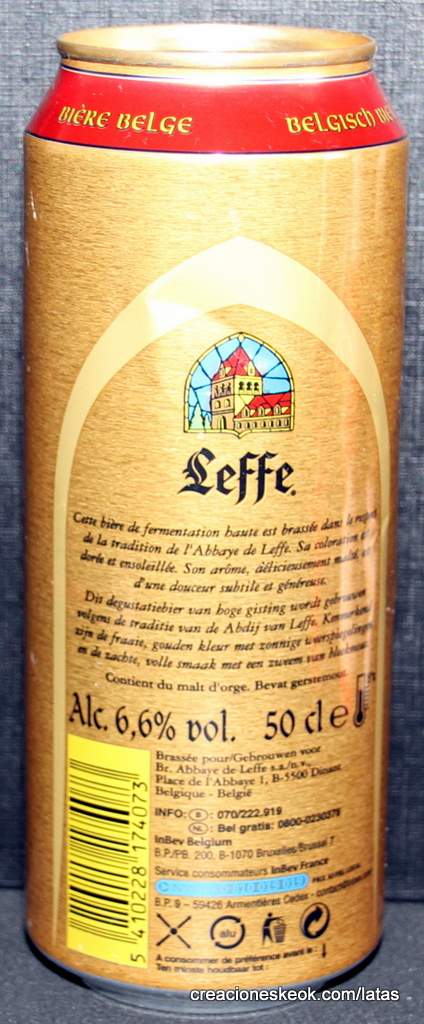 BIÈRE BELGE
BELGISCH
Leffe.
Cette bière de fermentation haute est brassée dans le respect
de la tradition de l'Abbaye de Leffe. Sa coloration
dorée et ensoleillée. Son arôme, délicieusement malté, est
d'une douceur subtile et généreuse.
Dit degustatiebier van hoge gisting wordt gebrouwen
volgens de traditie van de Abdij van Leffe. Kenmerkend
zijn de fraaie, gouden kleur met zonnige weerspiegelingen,
en de zachte, volle smaak met een zweem van
Contient du malt d'orge. Bevat gerstemout.
Alc. 6,6% vol. 50 cl e
Brassée pour/Gebrouwen voor
Br. Abbaye de Leffe s.a./n.v.,
Place de l'Abbaye 1, B-5500 Dinant
Belgique - België
INFO: B : 070/222.919
NL : Bel gratis: 0800-0230378
InBev Belgium
B.P./PB. 200, B-1070 Bruxelles/Brussel 7
Service consommateurs InBev France
B.P. 9 - 59426 Armentières Cedex -
alu
A consommer de préférence avant le :
Ten minste houdbaar tot :
5 410228 174073
creacioneskeok.com/latas